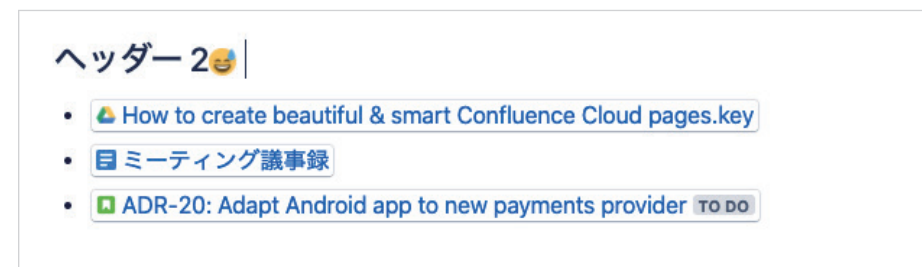 ヘッダー 2😅
• How to create beautiful & smart Confluence Cloud pages.key
• ミーティング議事録
• ADR-20: Adapt Android app to new payments provider TO DO